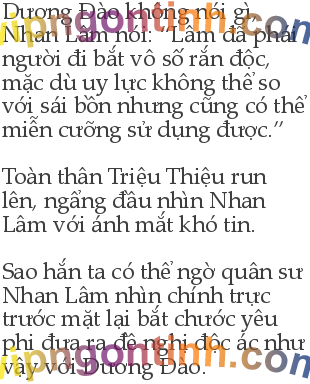 Dương Đào không nói gì,
Nhan Lâm nói: "Lâm đã phái
người đi bắt vô số rắn độc,
mặc dù uy lực không thể so
với sái bồn nhưng cũng có thể
miễn cưỡng sử dụng được."
Toàn thân Triệu Thiệu run
lên, ngẩng đầu nhìn Nhan
Lâm với ánh mắt khó tin.
Sao hắn ta có thể ngờ quân sư
Nhan Lâm nhìn chính trực
trước mặt lại bắt chước yêu
phi đưa ra đề nghị độc ác như
vậy với Dương Đào.